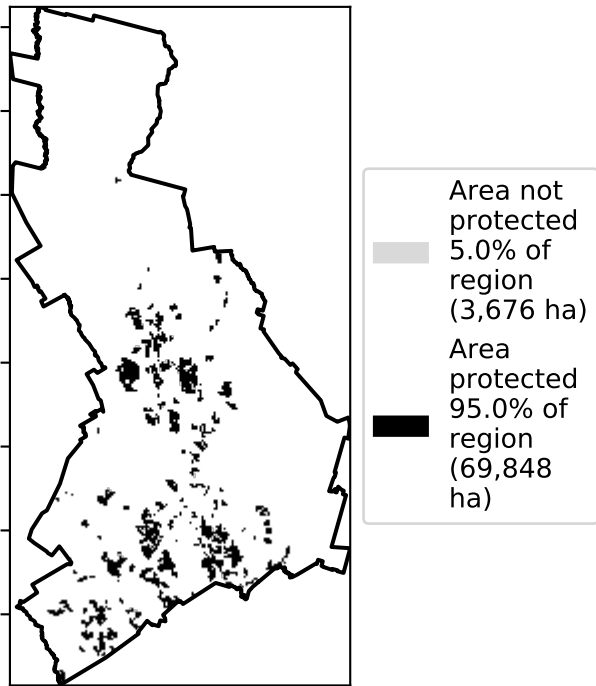 Area not
protected
5.0% of
region
(3,676 ha)
Area
protected
95.0% of
region
(69,848
ha)